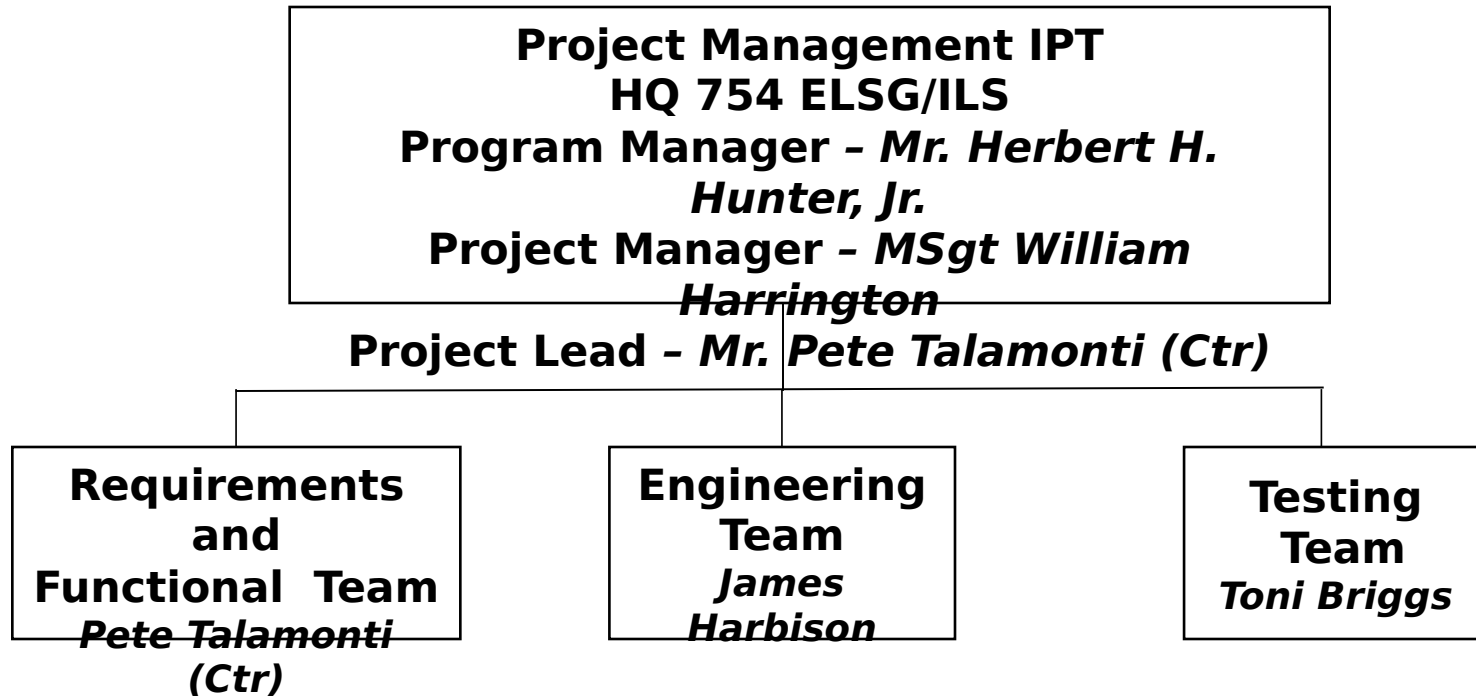 Project Management IPT
HQ 754 ELSG/ILS
Program Manager – Mr. Herbert H.
Hunter, Jr.
Project Manager – MSgt William
Harrington
Project Lead – Mr. Pete Talamonti (Ctr)
Requirements
and
Functional  Team
Pete Talamonti
(Ctr)
Engineering
Team
James
Harbison
Testing
Team
Toni Briggs